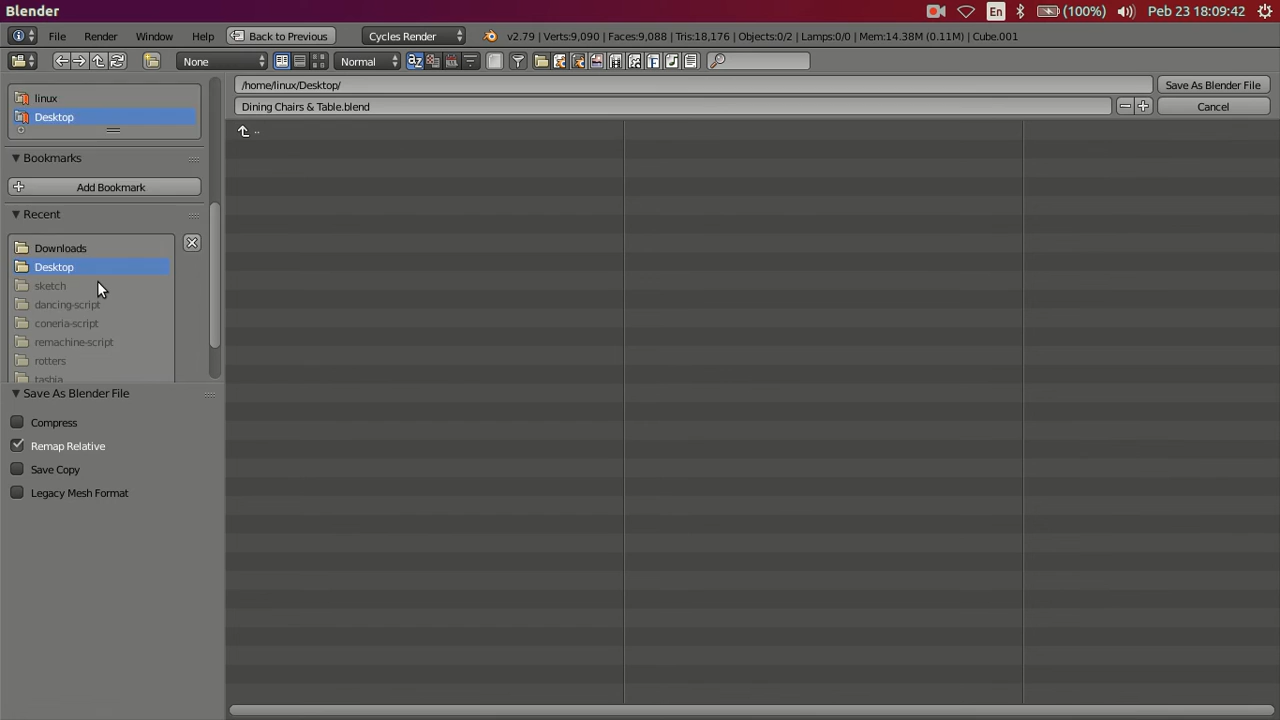 Blender
En
(100%)
Peb 23 18:09:42
File
Render
Window
Help
Back to Previous
Cycles Render
v2.79 | Verts:9,090 | Faces:9,088 | Tris:18,176 | Objects:0/2 | Lamps:0/0 | Mem:14.38M (0.11M) | Cube.001
None
Normal
linux
Desktop
Bookmarks
Add Bookmark
Recent
Downloads
Desktop
sketch
dancing-script
coneria-script
remachine-script
rotters
tashia
Save As Blender File
Compress
Remap Relative
Save Copy
Legacy Mesh Format
/home/linux/Desktop/
Save As Blender File
Dining Chairs & Table.blend
Cancel
..